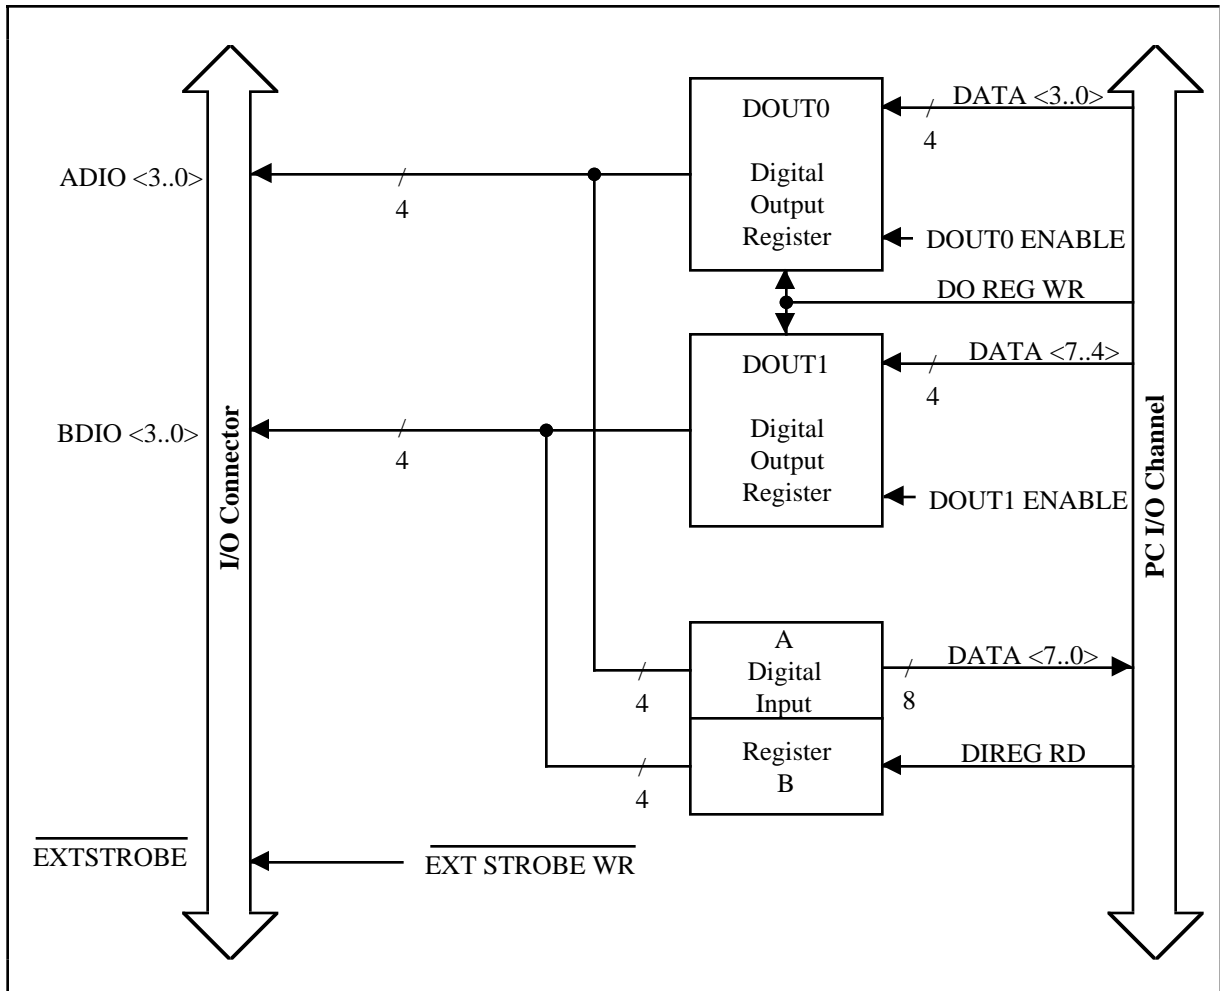 DOUT0
Digital
Output
Register
DATA <3..0>
4
DOUT0 ENABLE
ADIO <3..0>
4
DO REG WR
DOUT1
Digital
Output
Register
DATA <7..4>
4
DOUT1 ENABLE
BDIO <3..0>
4
I/O Connector
PC I/O Channel
A
Digital
Input
Register
B
4
4
DATA <7..0>
8
DIREG RD
EXTSTROBE
EXT STROBE WR